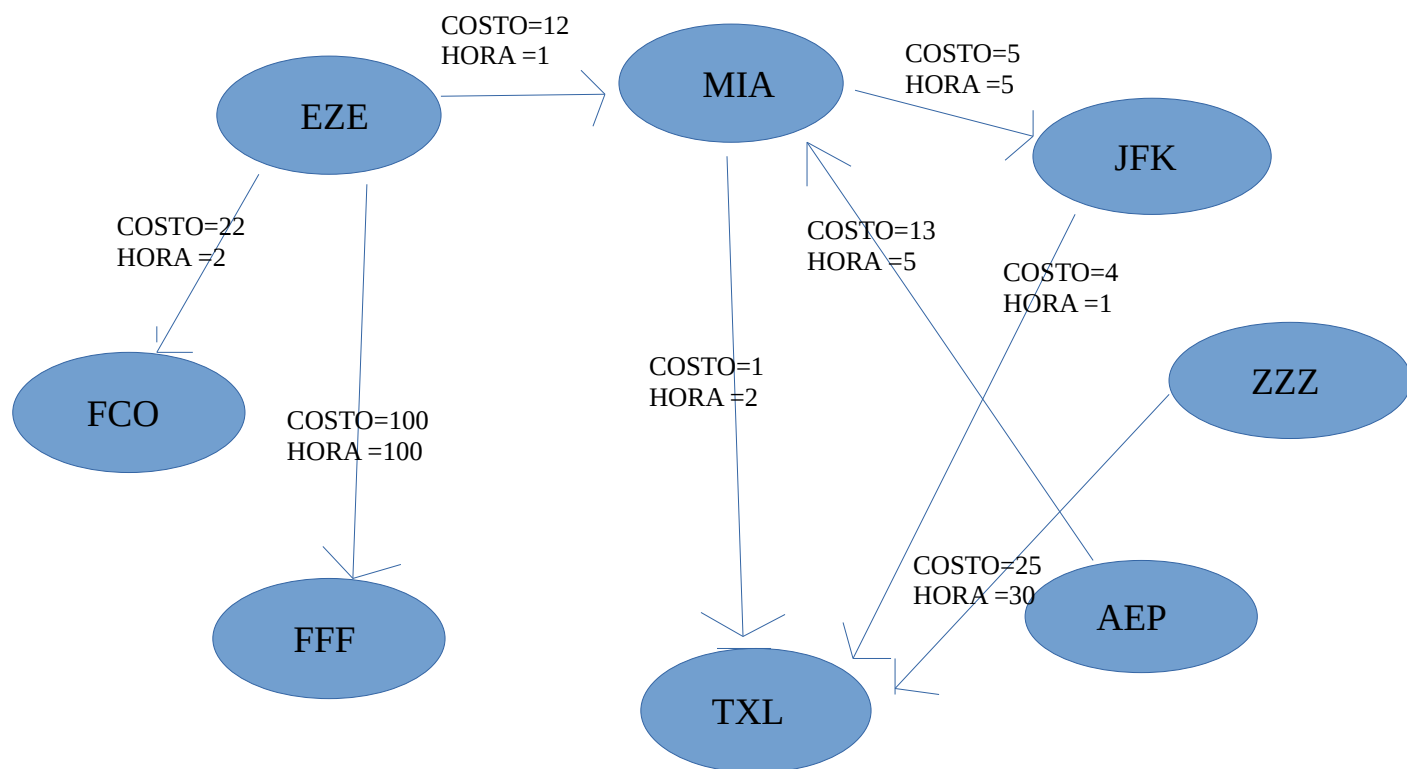 COSTO=12
HORA =1
EZE
MIA
COSTO=5
HORA =5
JFK
COSTO=22
HORA =2
COSTO=13
HORA =5
COSTO=4
HORA =1
FCO
COSTO=100
HORA =100
COSTO=1
HORA =2
ZZZ
COSTO=25
HORA =30
FFF
AEP
TXL